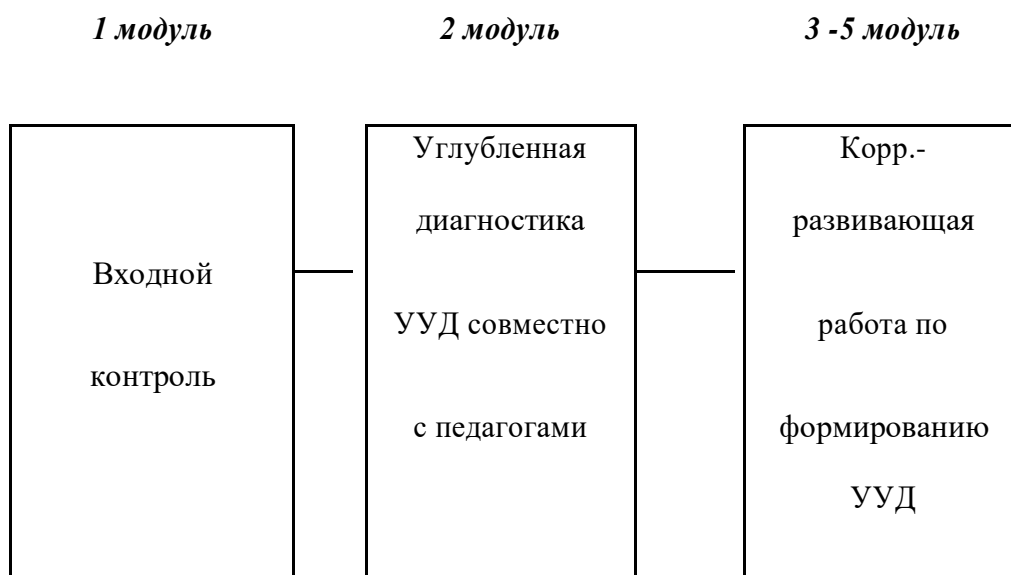 1 модуль
2 модуль
3 -5 модуль
Входной
контроль
Углубленная
диагностика
УУД совместно
с педагогами
Корр.-
развивающая
работа по
формированию
УУД